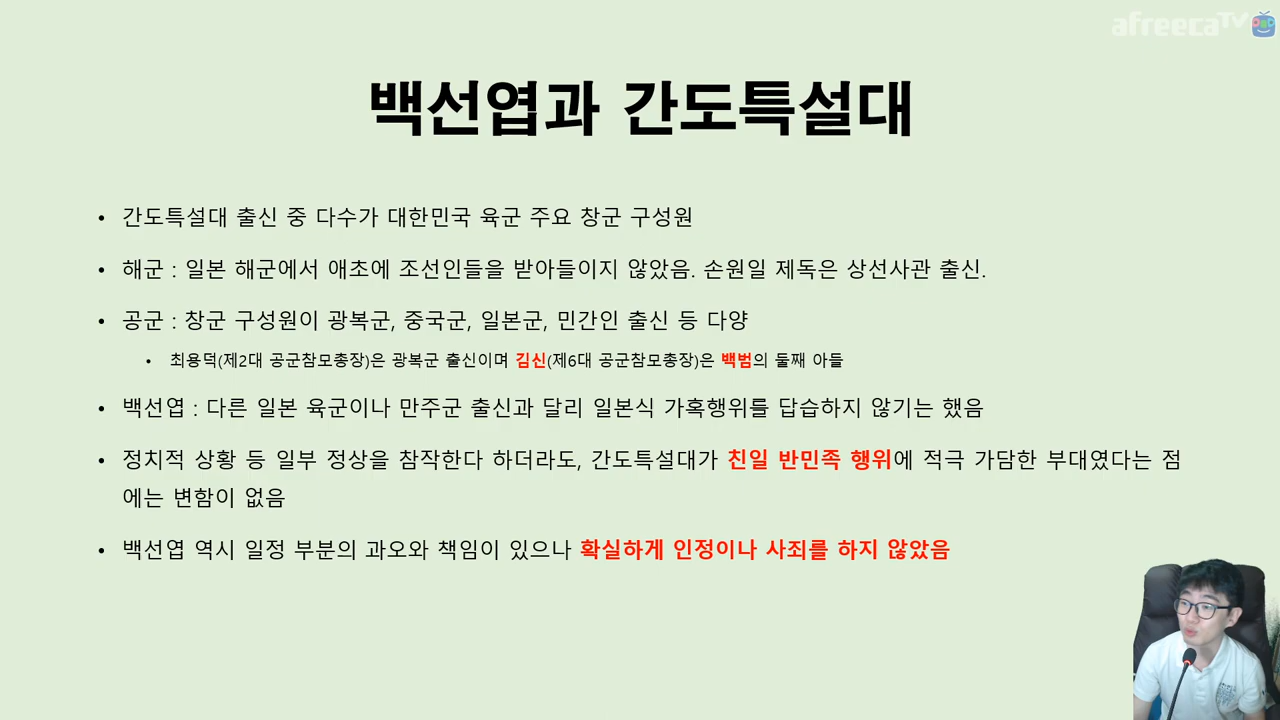 afreecaTV
백선엽과 간도특설대
• 간도특설대 출신 중 다수가 대한민국 육군 주요 창군 구성원
• 해군 : 일본 해군에서 애초에 조선인들을 받아들이지 않았음. 손원일 제독은 상선사관 출신.
• 공군 : 창군 구성원이 광복군, 중국군, 일본군, 민간인 출신 등 다양
• 최용덕(제2대 공군참모총장)은 광복군 출신이며 김신(제6대 공군참모총장)은 백범의 둘째 아들
• 백선엽 : 다른 일본 육군이나 만주군 출신과 달리 일본식 가혹행위를 답습하지 않기는 했음
• 정치적 상황 등 일부 정상을 참작한다 하더라도, 간도특설대가 친일 반민족 행위에 적극 가담한 부대였다는 점
에는 변함이 없음
• 백선엽 역시 일정 부분의 과오와 책임이 있으나 확실하게 인정이나 사죄를 하지 않았음